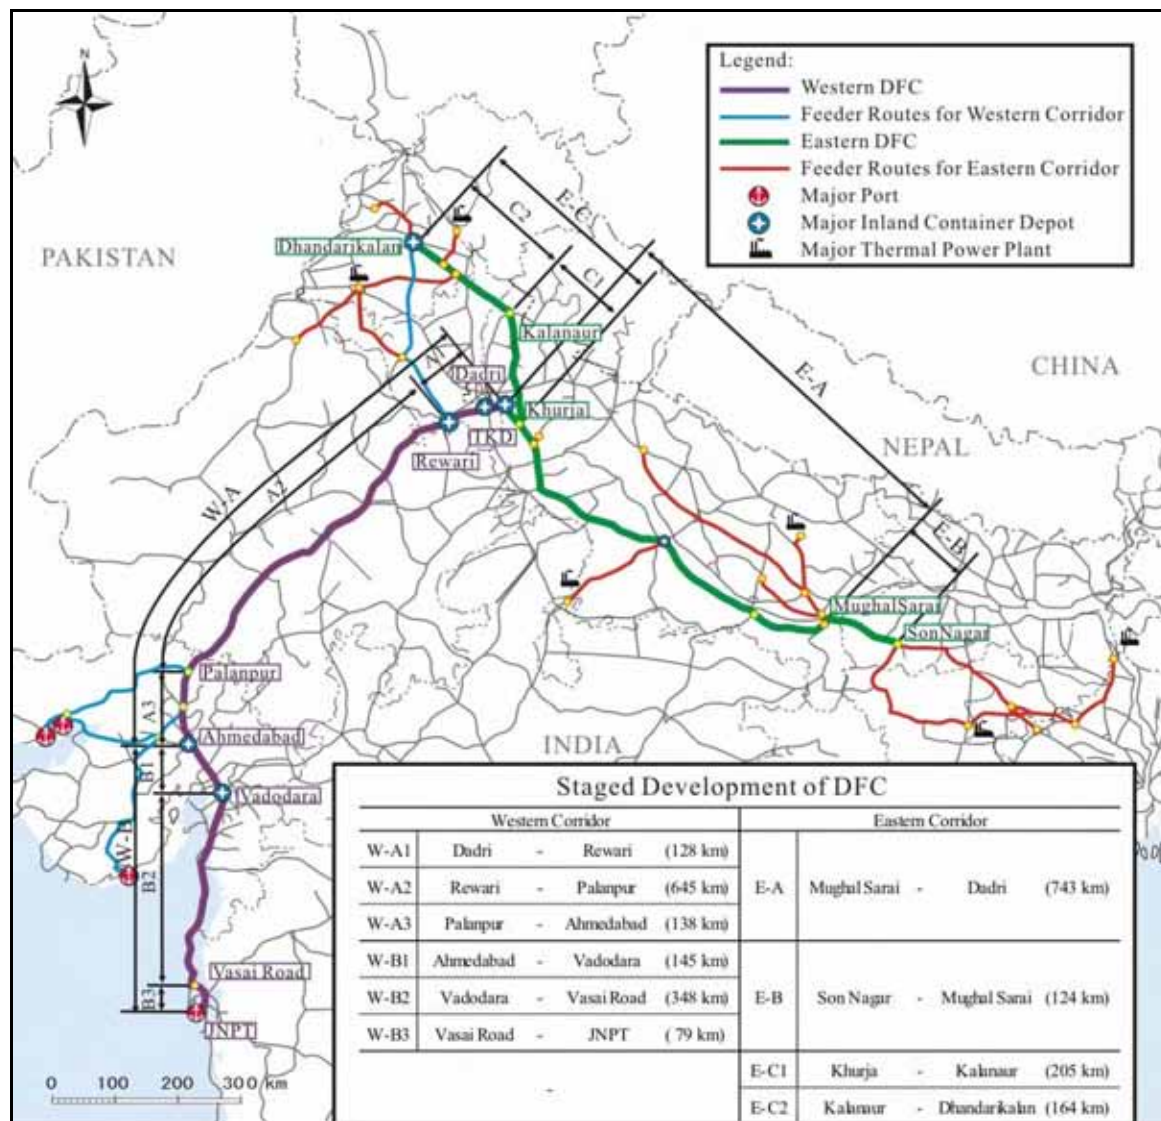 N
Legend:
Western DFC
Feeder Routes for Western Corridor
Eastern DFC
Feeder Routes for Eastern Corridor
Major Port
Major Inland Container Depot
Major Thermal Power Plant
PAKISTAN
CHINA
NEPAL
INDIA
E-C
C2
C1
E-A
E-B
Dhandarikalan
Kalanaur
Dadri
Khurja
TKD
Rewari
W-A
A2
MughalSarai
SonNagar
Palanpur
A3
Ahmedabad
B1
Vadodara
W-B
B2
Vasai Road
B3
JNPT
0 100 200 300 km
Staged Development of DFC
Western Corridor Eastern Corridor
W-A1 Dadri - Rewari (128 km)
W-A2 Rewari - Palanpur (645 km)
W-A3 Palanpur - Ahmedabad (138 km)
E-A Mughal Sarai - Dadri (743 km)
W-B1 Ahmedabad - Vadodara (145 km)
W-B2 Vadodara - Vasai Road (348 km)
W-B3 Vasai Road - JNPT ( 79 km)
E-B Son Nagar - Mughal Sarai (124 km)
-
E-C1 Khurja - Kalanaur (205 km)
E-C2 Kalanaur - Dhandarikalan (164 km)